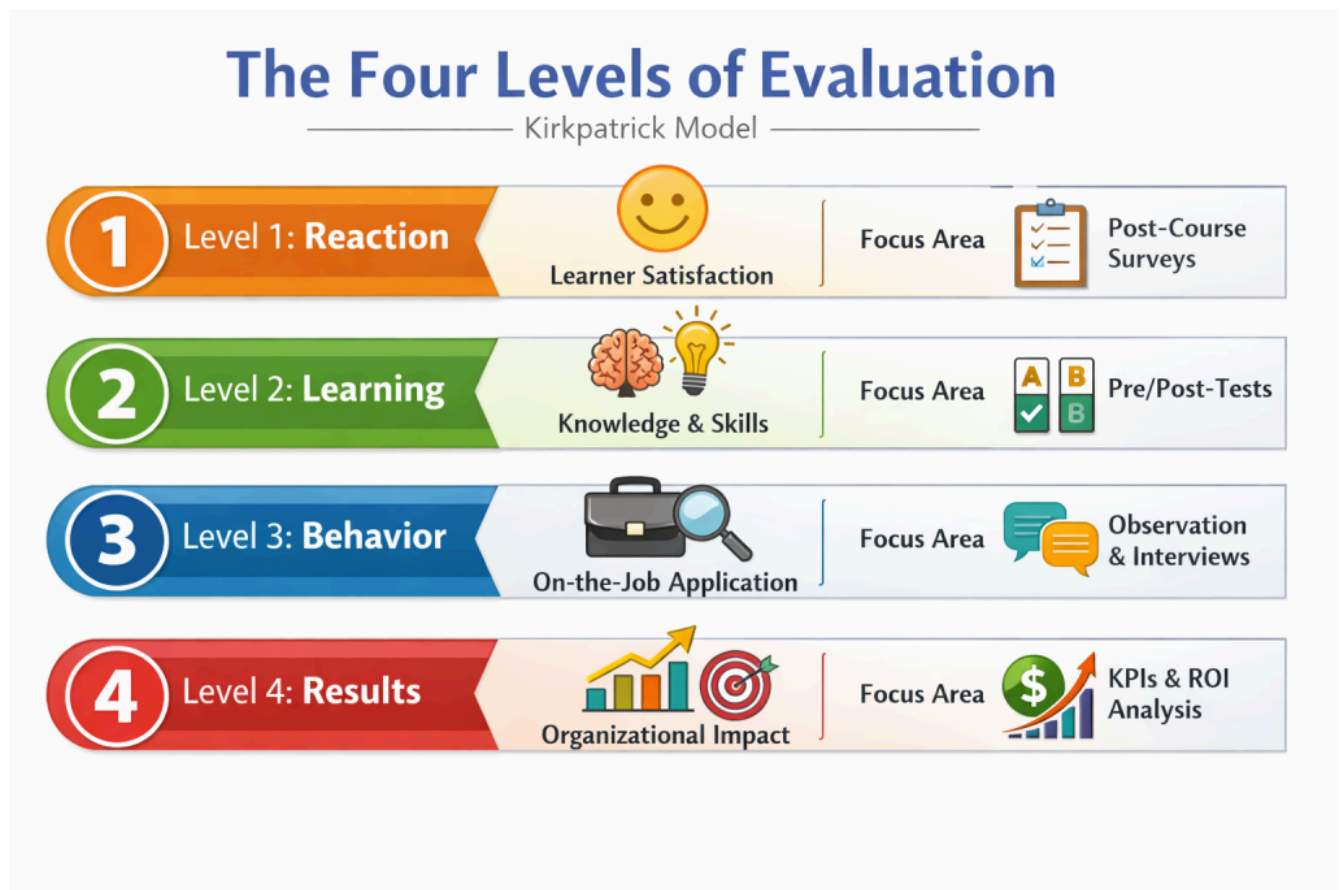 The Four Levels of Evaluation
Kirkpatrick Model
1
Level 1: Reaction
Learner Satisfaction
Focus Area
Post-Course
Surveys
2
Level 2: Learning
Knowledge & Skills
Focus Area
A B
B
Pre/Post-Tests
3
Level 3: Behavior
On-the-Job Application
Focus Area
Observation
& Interviews
4
Level 4: Results
Organizational Impact
Focus Area
$
KPIs & ROI
Analysis